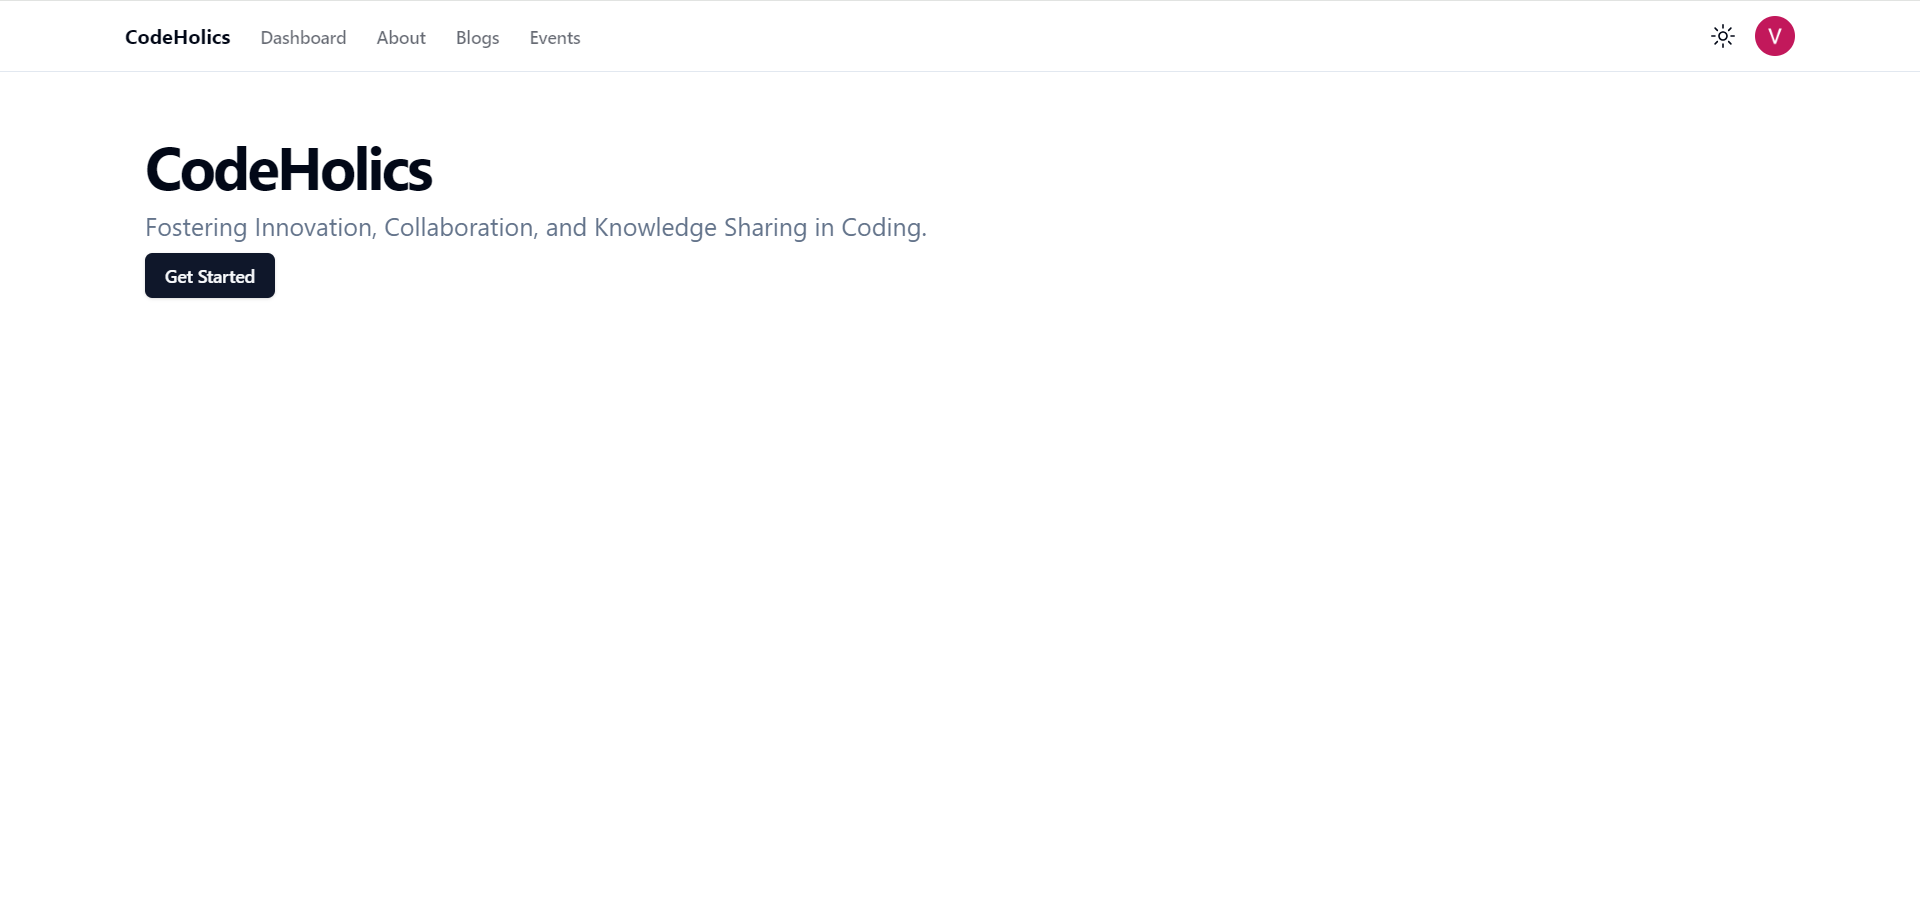 CodeHolics Dashboard About Blogs Events V
CodeHolics
Fostering Innovation, Collaboration, and Knowledge Sharing in Coding.
Get Started